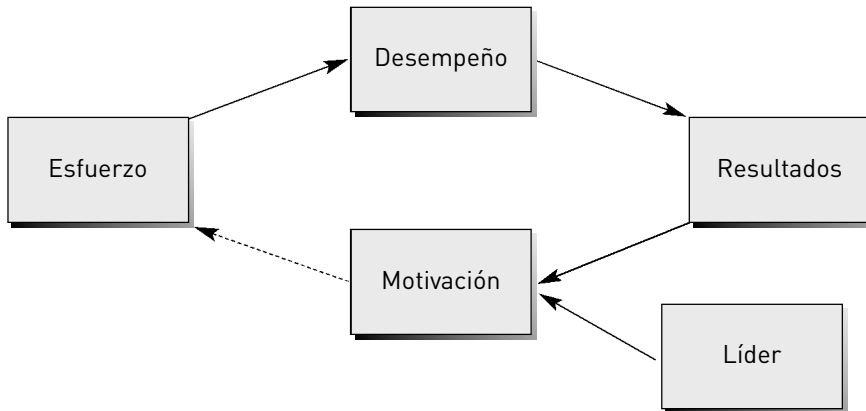 Desempeño
Esfuerzo
Resultados
Motivación
Líder